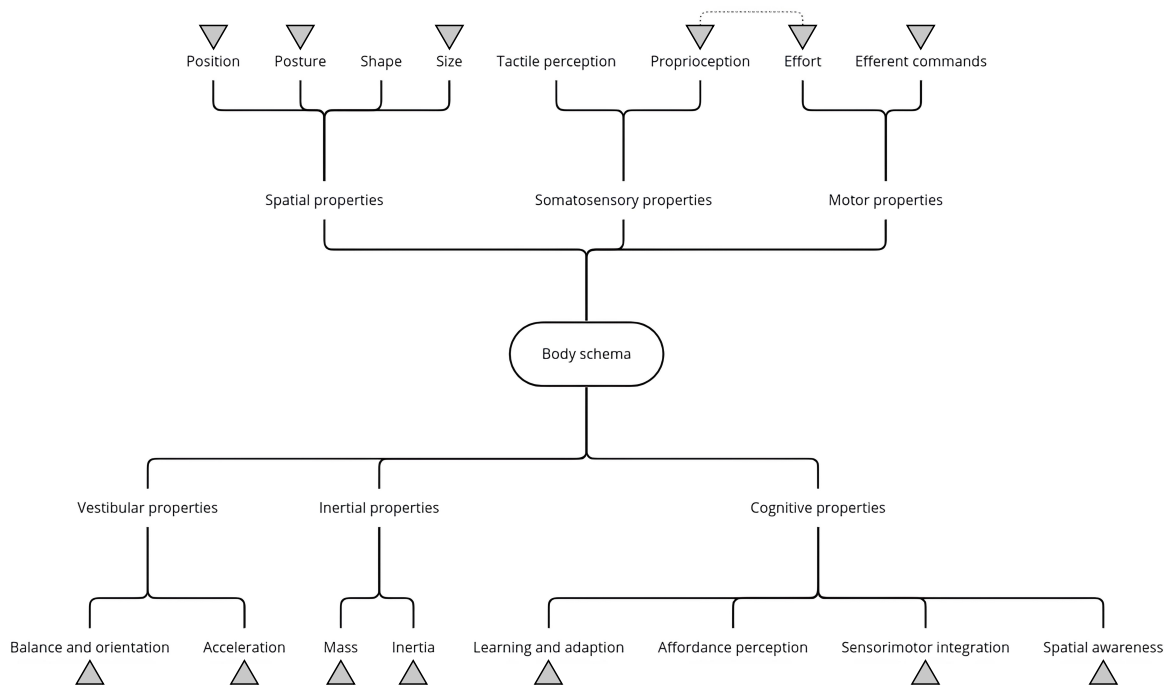 Position
Posture
Shape
Size
Tactile perception
Proprioception
Effort
Efferent commands
Spatial properties
Somatosensory properties
Motor properties
Body schema
Vestibular properties
Inertial properties
Cognitive properties
Balance and orientation
Acceleration
Mass
Inertia
Learning and adaption
Affordance perception
Sensorimotor integration
Spatial awareness